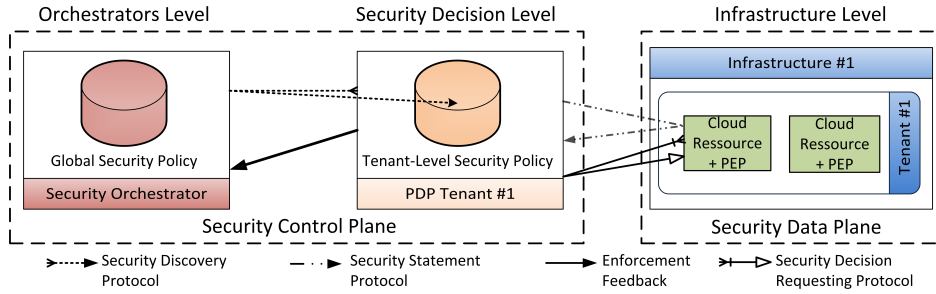 Orchestrators Level
Security Decision Level
Infrastructure Level
Global Security Policy
Security Orchestrator
Tenant-Level Security Policy
PDP Tenant #1
Security Control Plane
Infrastructure #1
Cloud
Ressource
+ PEP
Cloud
Ressource
+ PEP
Tenant #1
Security Data Plane
Security Discovery
Protocol
Security Statement
Protocol
Enforcement
Feedback
Security Decision
Requesting Protocol